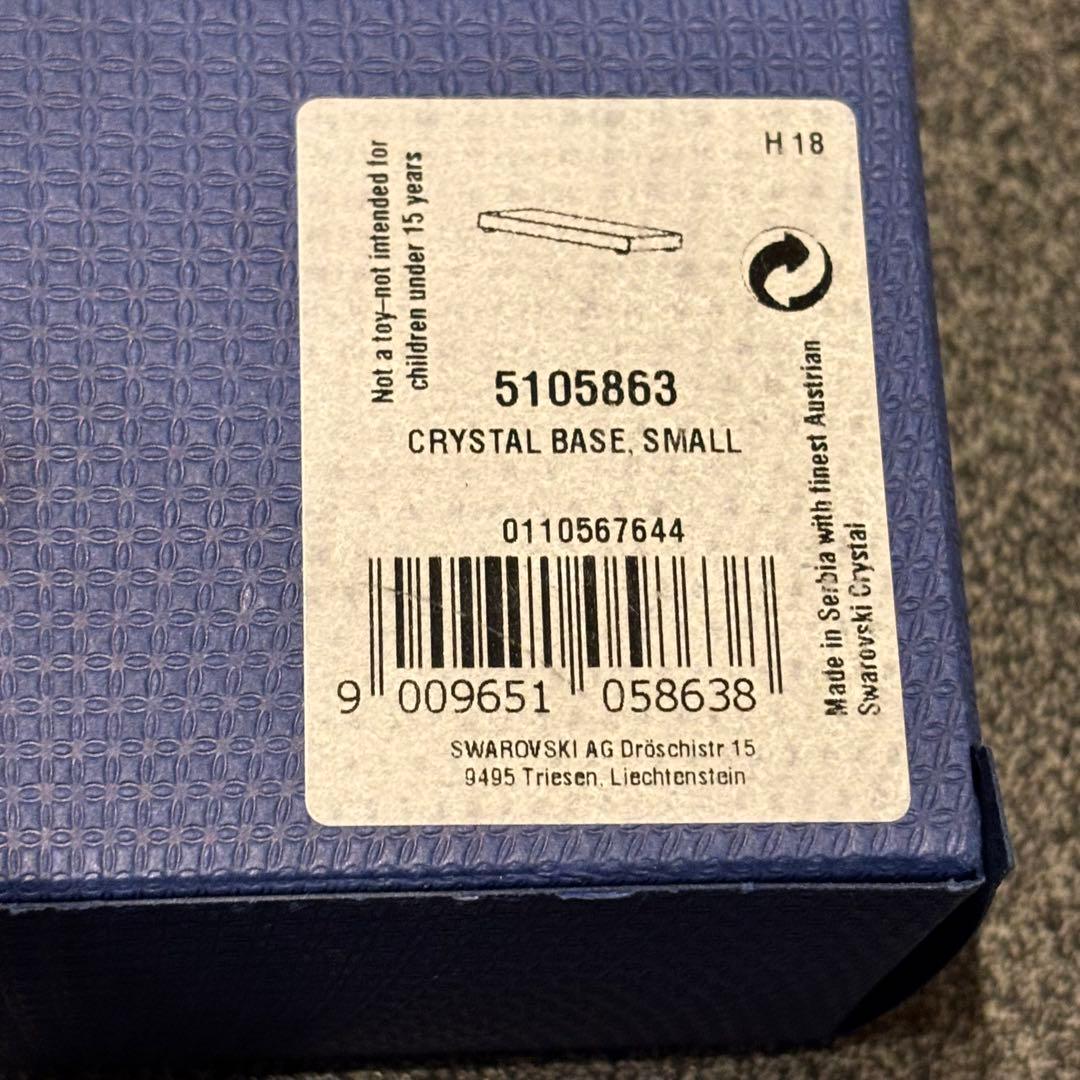 H 18
Not a toy–not intended for
children under 15 years
5105863
CRYSTAL BASE, SMALL
0110567644
9 009651 058638
SWAROVSKI AG Dröschistr 15
9495 Triesen, Liechtenstein
Made in Serbia with finest Austrian
Swarovski Crystal